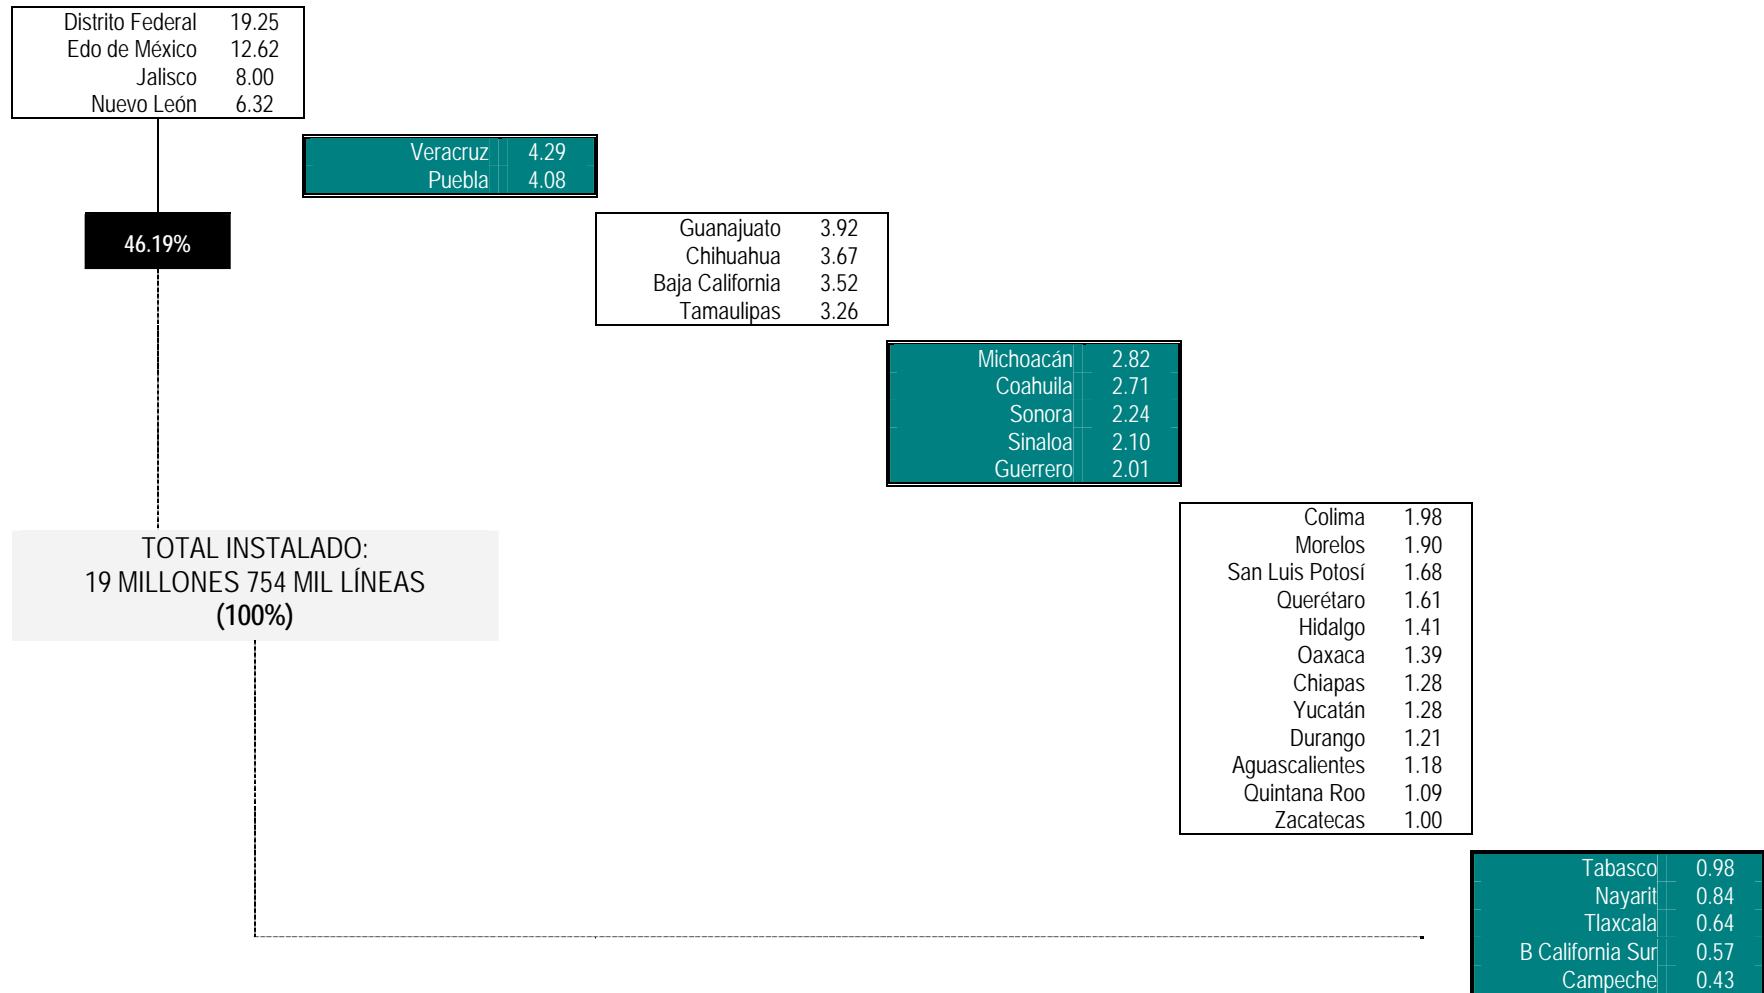 Distrito Federal 19.25
Edo de México 12.62
Jalisco 8.00
Nuevo León 6.32
Veracruz 4.29
Puebla 4.08
46.19%
Guanajuato 3.92
Chihuahua 3.67
Baja California 3.52
Tamaulipas 3.26
Michoacán 2.82
Coahuila 2.71
Sonora 2.24
Sinaloa 2.10
Guerrero 2.01
TOTAL INSTALADO:
19 MILLONES 754 MIL LÍNEAS
(100%)
Colima 1.98
Morelos 1.90
San Luis Potosí 1.68
Querétaro 1.61
Hidalgo 1.41
Oaxaca 1.39
Chiapas 1.28
Yucatán 1.28
Durango 1.21
Aguascalientes 1.18
Quintana Roo 1.09
Zacatecas 1.00
Tabasco 0.98
Nayarit 0.84
Tlaxcala 0.64
B California Sur 0.57
Campeche 0.43